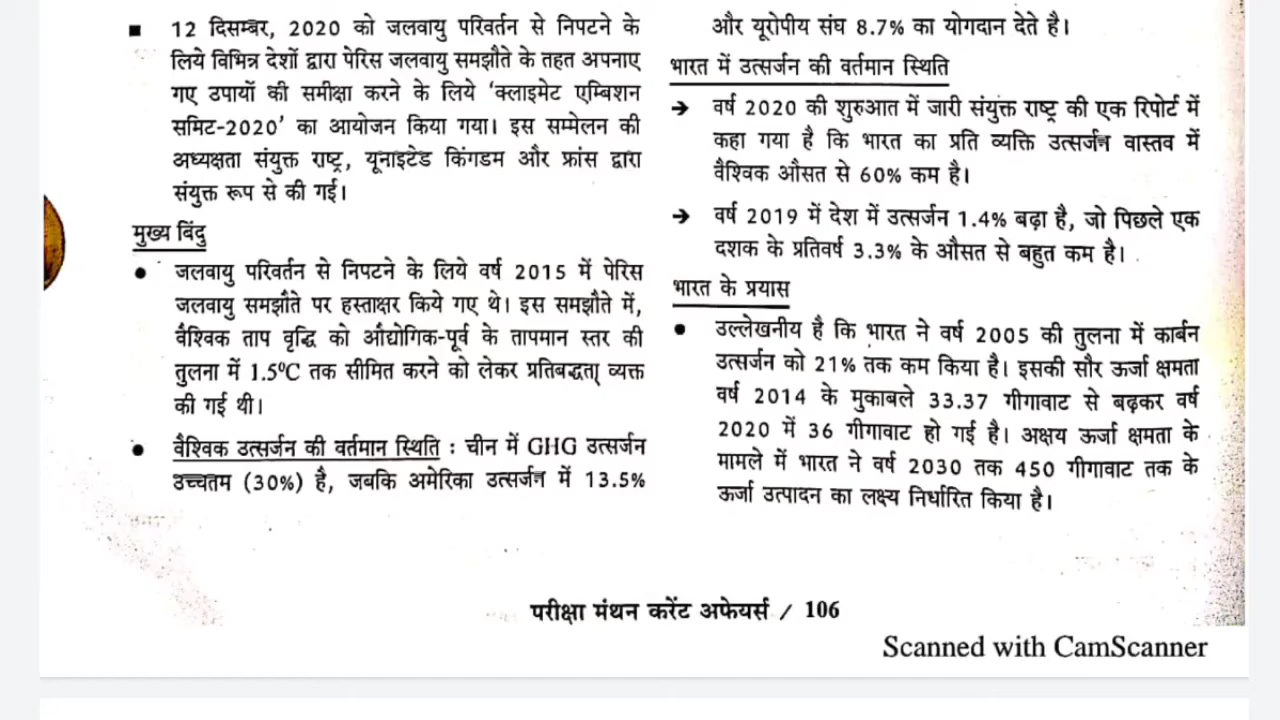 ■ 12 दिसम्बर, 2020 को जलवायु परिवर्तन से निपटने के
लिये विभिन्न देशों द्वारा पेरिस जलवायु समझौते के तहत अपनाए
गए उपायों की समीक्षा करने के लिये ‘क्लाइमेट एम्बिशन
समिट-2020’ का आयोजन किया गया। इस सम्मेलन की
अध्यक्षता संयुक्त राष्ट्र, यूनाइटेड किंगडम और फ्रांस द्वारा
संयुक्त रूप से की गई।
मुख्य बिंदु
● जलवायु परिवर्तन से निपटने के लिये वर्ष 2015 में पेरिस
जलवायु समझौते पर हस्ताक्षर किये गए थे। इस समझौते में,
वैश्विक ताप वृद्धि को औद्योगिक-पूर्व के तापमान स्तर की
तुलना में 1.5⁰C तक सीमित करने को लेकर प्रतिबद्धता व्यक्त
की गई थी।
● वैश्विक उत्सर्जन की वर्तमान स्थिति : चीन में GHG उत्सर्जन
उच्चतम (30%) है, जबकि अमेरिका उत्सर्जन में 13.5%
और यूरोपीय संघ 8.7% का योगदान देते है।
भारत में उत्सर्जन की वर्तमान स्थिति
→ वर्ष 2020 की शुरुआत में जारी संयुक्त राष्ट्र की एक रिपोर्ट में
कहा गया है कि भारत का प्रति व्यक्ति उत्सर्जन वास्तव में
वैश्विक औसत से 60% कम है।
→ वर्ष 2019 में देश में उत्सर्जन 1.4% बढ़ा है, जो पिछले एक
दशक के प्रतिवर्ष 3.3% के औसत से बहुत कम है।
भारत के प्रयास
● उल्लेखनीय है कि भारत ने वर्ष 2005 की तुलना में कार्बन
उत्सर्जन को 21% तक कम किया है। इसकी सौर ऊर्जा क्षमता
वर्ष 2014 के मुकाबले 33.37 गीगावाट से बढ़कर वर्ष
2020 में 36 गीगावाट हो गई है। अक्षय ऊर्जा क्षमता के
मामले में भारत ने वर्ष 2030 तक 450 गीगावाट तक के
ऊर्जा उत्पादन का लक्ष्य निर्धारित किया है।
परीक्षा मंथन करेंट अफेयर्स / 106
Scanned with CamScanner